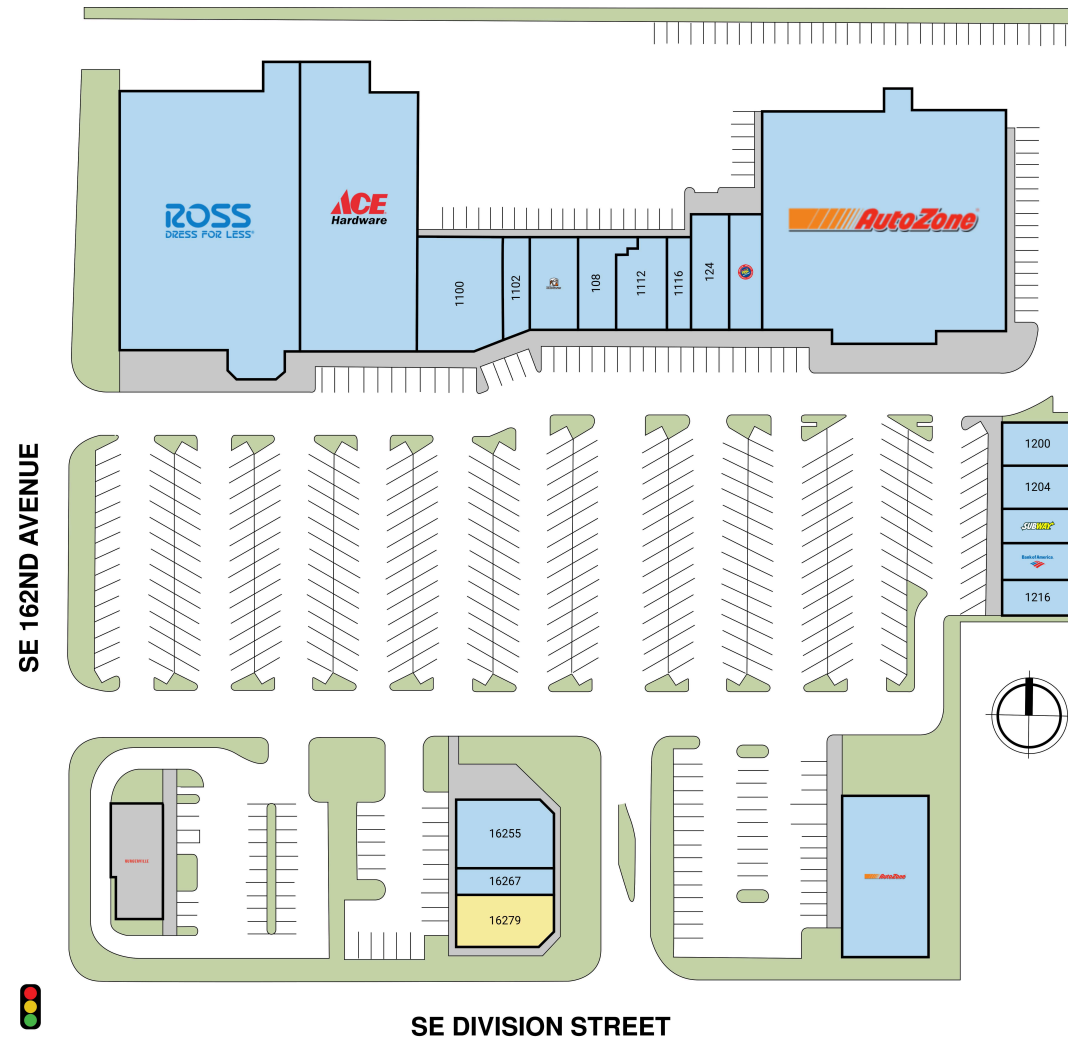 ROSS
DRESS FOR LESS
ACE
Hardware
AutoZone
1100
1102
108
1112
1116
124
SE 162ND AVENUE
1200
1204
SUBWAY
Bank of America
1216
16255
16267
16279
BURGERVILLE
AutoZone
SE DIVISION STREET